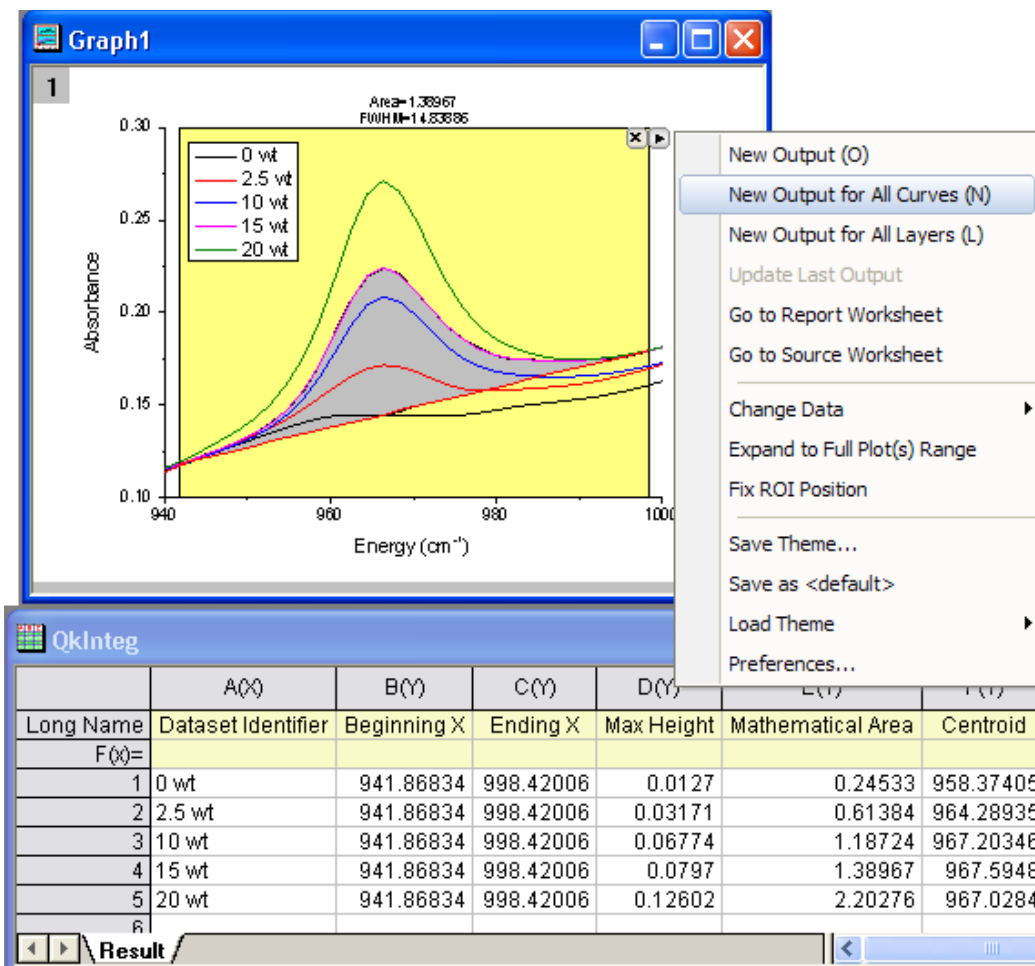 Graph1
1
Area=1.38967
FWHM=14.83886
0.30
0.25
0.20
0.15
0.10
Absorbance
0 wt
2.5 wt
10 wt
15 wt
20 wt
940 960 980 1000
Energy (cm⁻¹)
New Output (O)
New Output for All Curves (N)
New Output for All Layers (L)
Update Last Output
Go to Report Worksheet
Go to Source Worksheet
Change Data
Expand to Full Plot(s) Range
Fix ROI Position
Save Theme...
Save as <default>
Load Theme
Preferences...
QkInteg
A(X) B(Y) C(Y) D(Y) E(Y) F(Y)
Long Name Dataset Identifier Beginning X Ending X Max Height Mathematical Area Centroid
F(x)=
1 0 wt 941.86834 998.42006 0.0127 0.24533 958.37405
2 2.5 wt 941.86834 998.42006 0.03171 0.61384 964.28935
3 10 wt 941.86834 998.42006 0.06774 1.18724 967.20346
4 15 wt 941.86834 998.42006 0.0797 1.38967 967.5948
5 20 wt 941.86834 998.42006 0.12602 2.20276 967.0284
6
Result